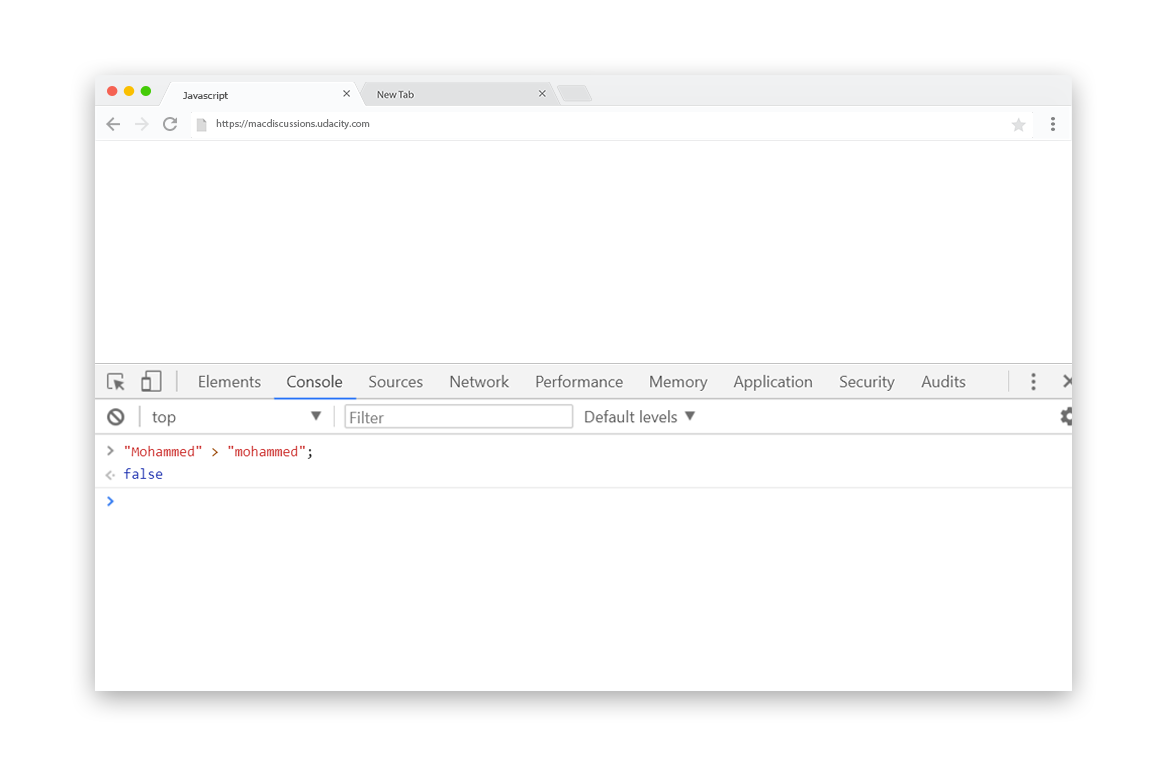 Javascript
New Tab
https://macdiscussions.udacity.com
Elements Console Sources Network Performance Memory Application Security Audits
top Filter Default levels
> "Mohammed" > "mohammed";
false